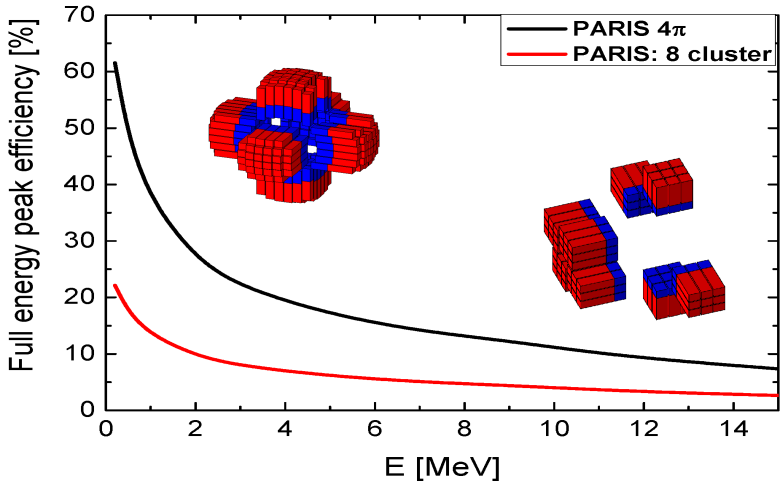 70
60
50
40
30
20
10
0
Full energy peak efficiency [%]
PARIS 4π
PARIS: 8 cluster
0 2 4 6 8 10 12 14
E [MeV]